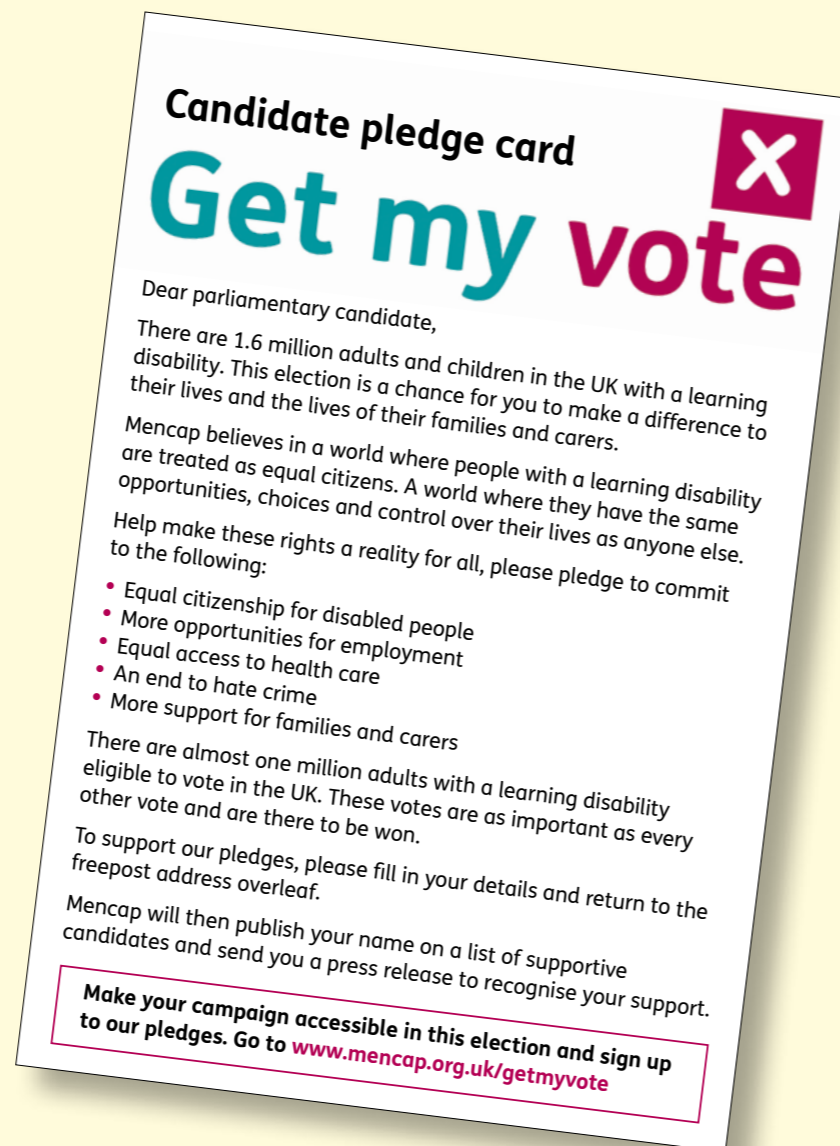 Candidate pledge card
Get my vote
Dear parliamentary candidate,
There are 1.6 million adults and children in the UK with a learning
disability. This election is a chance for you to make a difference to
their lives and the lives of their families and carers.
Mencap believes in a world where people with a learning disability
are treated as equal citizens. A world where they have the same
opportunities, choices and control over their lives as anyone else.
Help make these rights a reality for all, please pledge to commit
to the following:
• Equal citizenship for disabled people
• More opportunities for employment
• Equal access to health care
• An end to hate crime
• More support for families and carers
There are almost one million adults with a learning disability
eligible to vote in the UK. These votes are as important as every
other vote and are there to be won.
To support our pledges, please fill in your details and return to the
freepost address overleaf.
Mencap will then publish your name on a list of supportive
candidates and send you a press release to recognise your support.
Make your campaign accessible in this election and sign up
to our pledges. Go to www.mencap.org.uk/getmyvote